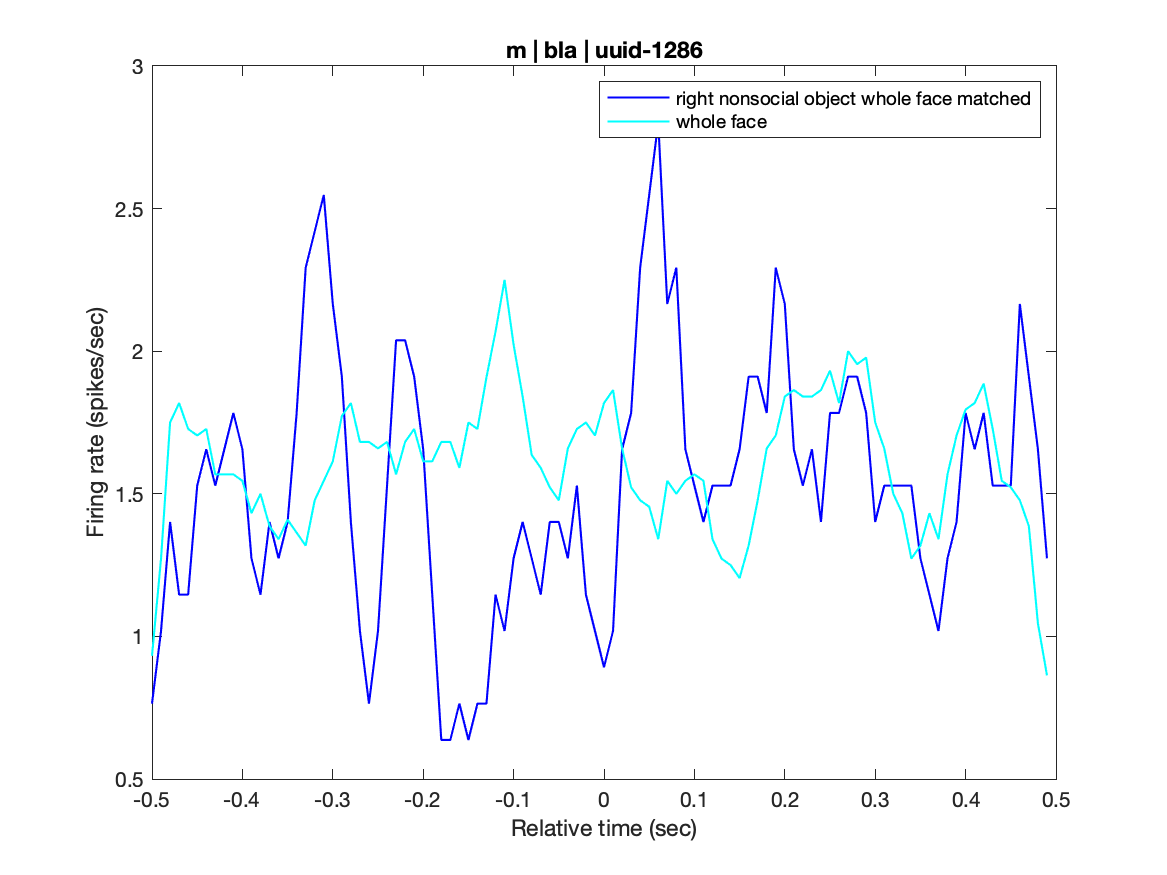 m | bla | uuid-1286
right nonsocial object whole face matched
whole face
3
2.5
2
1.5
1
0.5
Firing rate (spikes/sec)
-0.5 -0.4 -0.3 -0.2 -0.1 0 0.1 0.2 0.3 0.4 0.5
Relative time (sec)